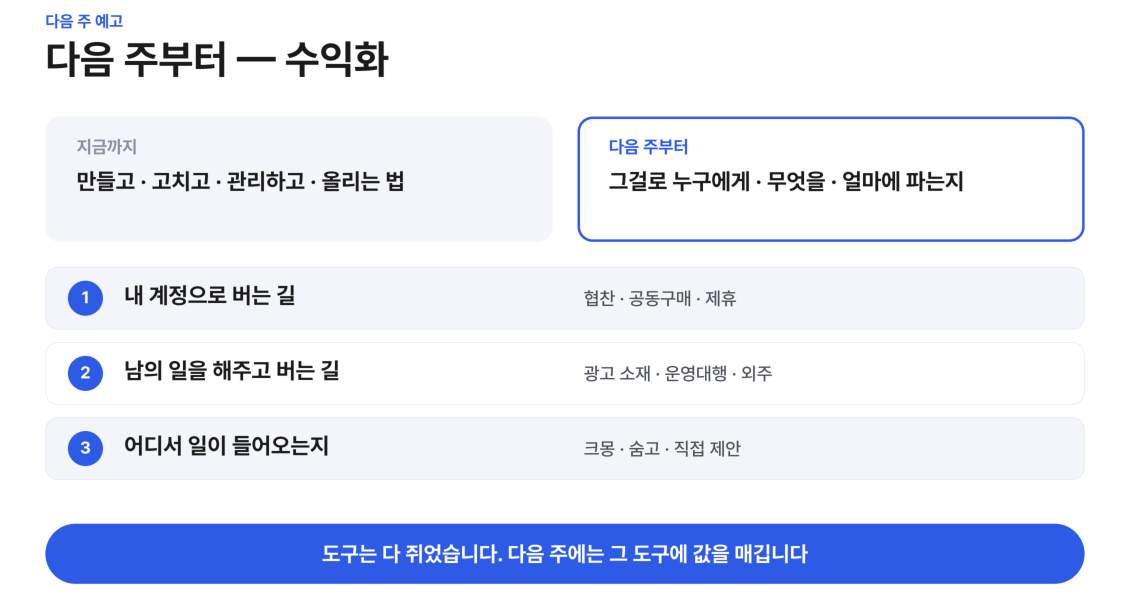 다음 주 예고
다음 주부터 — 수익화
지금까지
만들고 · 고치고 · 관리하고 · 올리는 법
다음 주부터
그걸로 누구에게 · 무엇을 · 얼마에 파는지
1 내 계정으로 버는 길 협찬 · 공동구매 · 제휴
2 남의 일을 해주고 버는 길 광고 소재 · 운영대행 · 외주
3 어디서 일이 들어오는지 크몽 · 숨고 · 직접 제안
도구는 다 쥐었습니다. 다음 주에는 그 도구에 값을 매깁니다